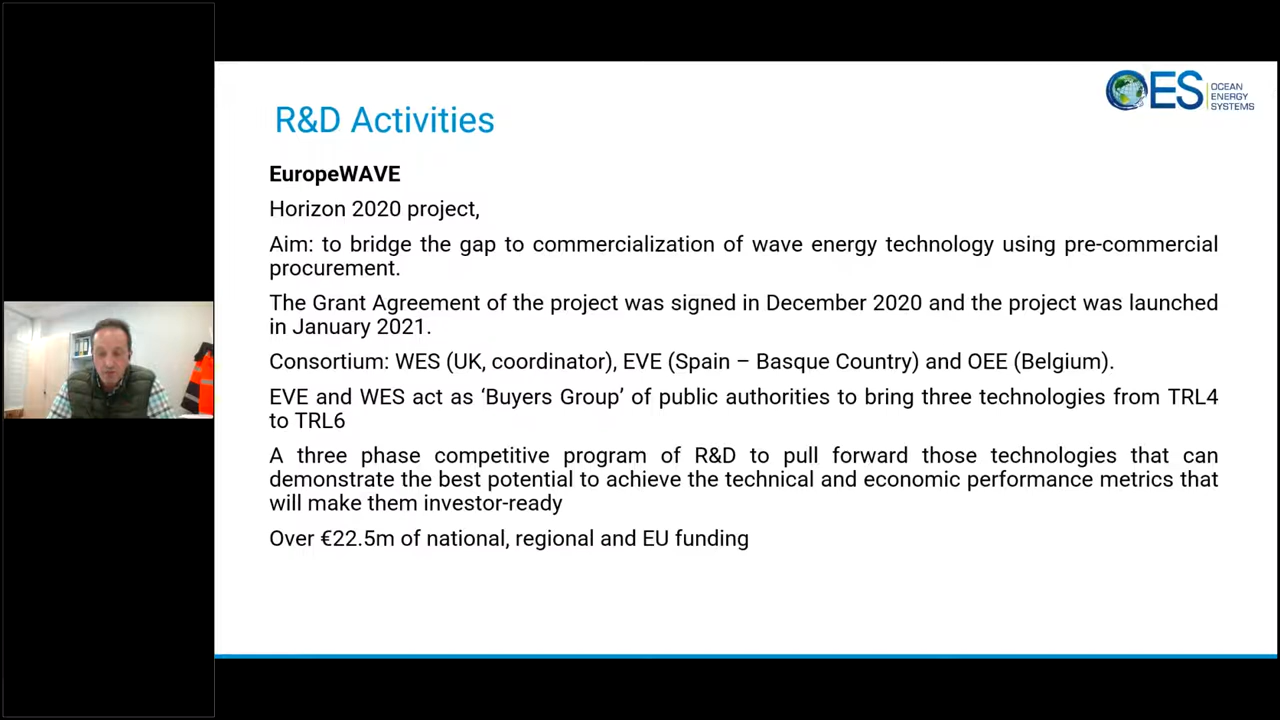 OES OCEAN
ENERGY
SYSTEMS
R&D Activities
EuropeWAVE
Horizon 2020 project,
Aim: to bridge the gap to commercialization of wave energy technology using pre-commercial
procurement.
The Grant Agreement of the project was signed in December 2020 and the project was launched
in January 2021.
Consortium: WES (UK, coordinator), EVE (Spain – Basque Country) and OEE (Belgium).
EVE and WES act as ‘Buyers Group’ of public authorities to bring three technologies from TRL4
to TRL6
A three phase competitive program of R&D to pull forward those technologies that can
demonstrate the best potential to achieve the technical and economic performance metrics that
will make them investor-ready
Over €22.5m of national, regional and EU funding